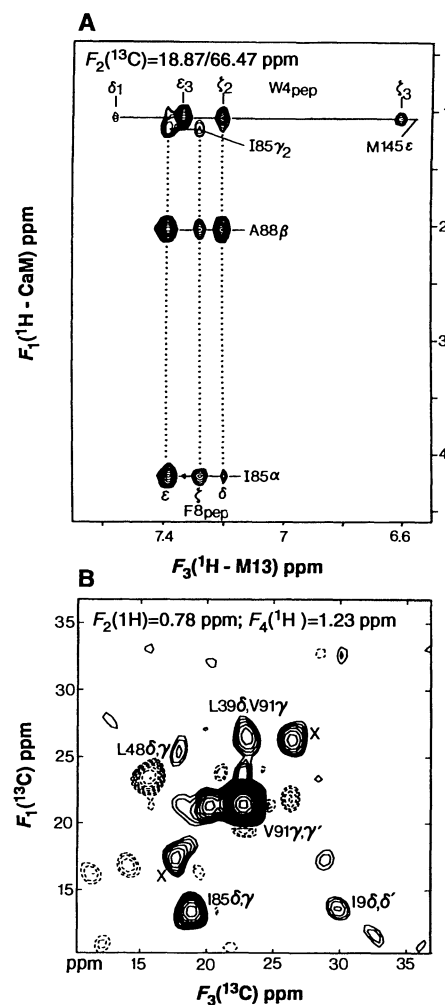 A
F₂(¹³C)=18.87/66.47 ppm
δ₁ ε₃ ζ₂ W4pep ζ₃
I85γ₂ M145ε
A88β
I85α
ε ζ δ
F8pep
2
3
4
F₁(¹H - CaM) ppm
7.4 7 6.6
F₃(¹H - M13) ppm
B
F₂(1H)=0.78 ppm; F₄(¹H)=1.23 ppm
35
30
25
20
15
F₁(¹³C) ppm
L39δ,V91γ
L48δ,γ X
V91γ,γ′
X
I85δ,γ I9δ,δ′
ppm 20 25 30 35
F₃(¹³C) ppm